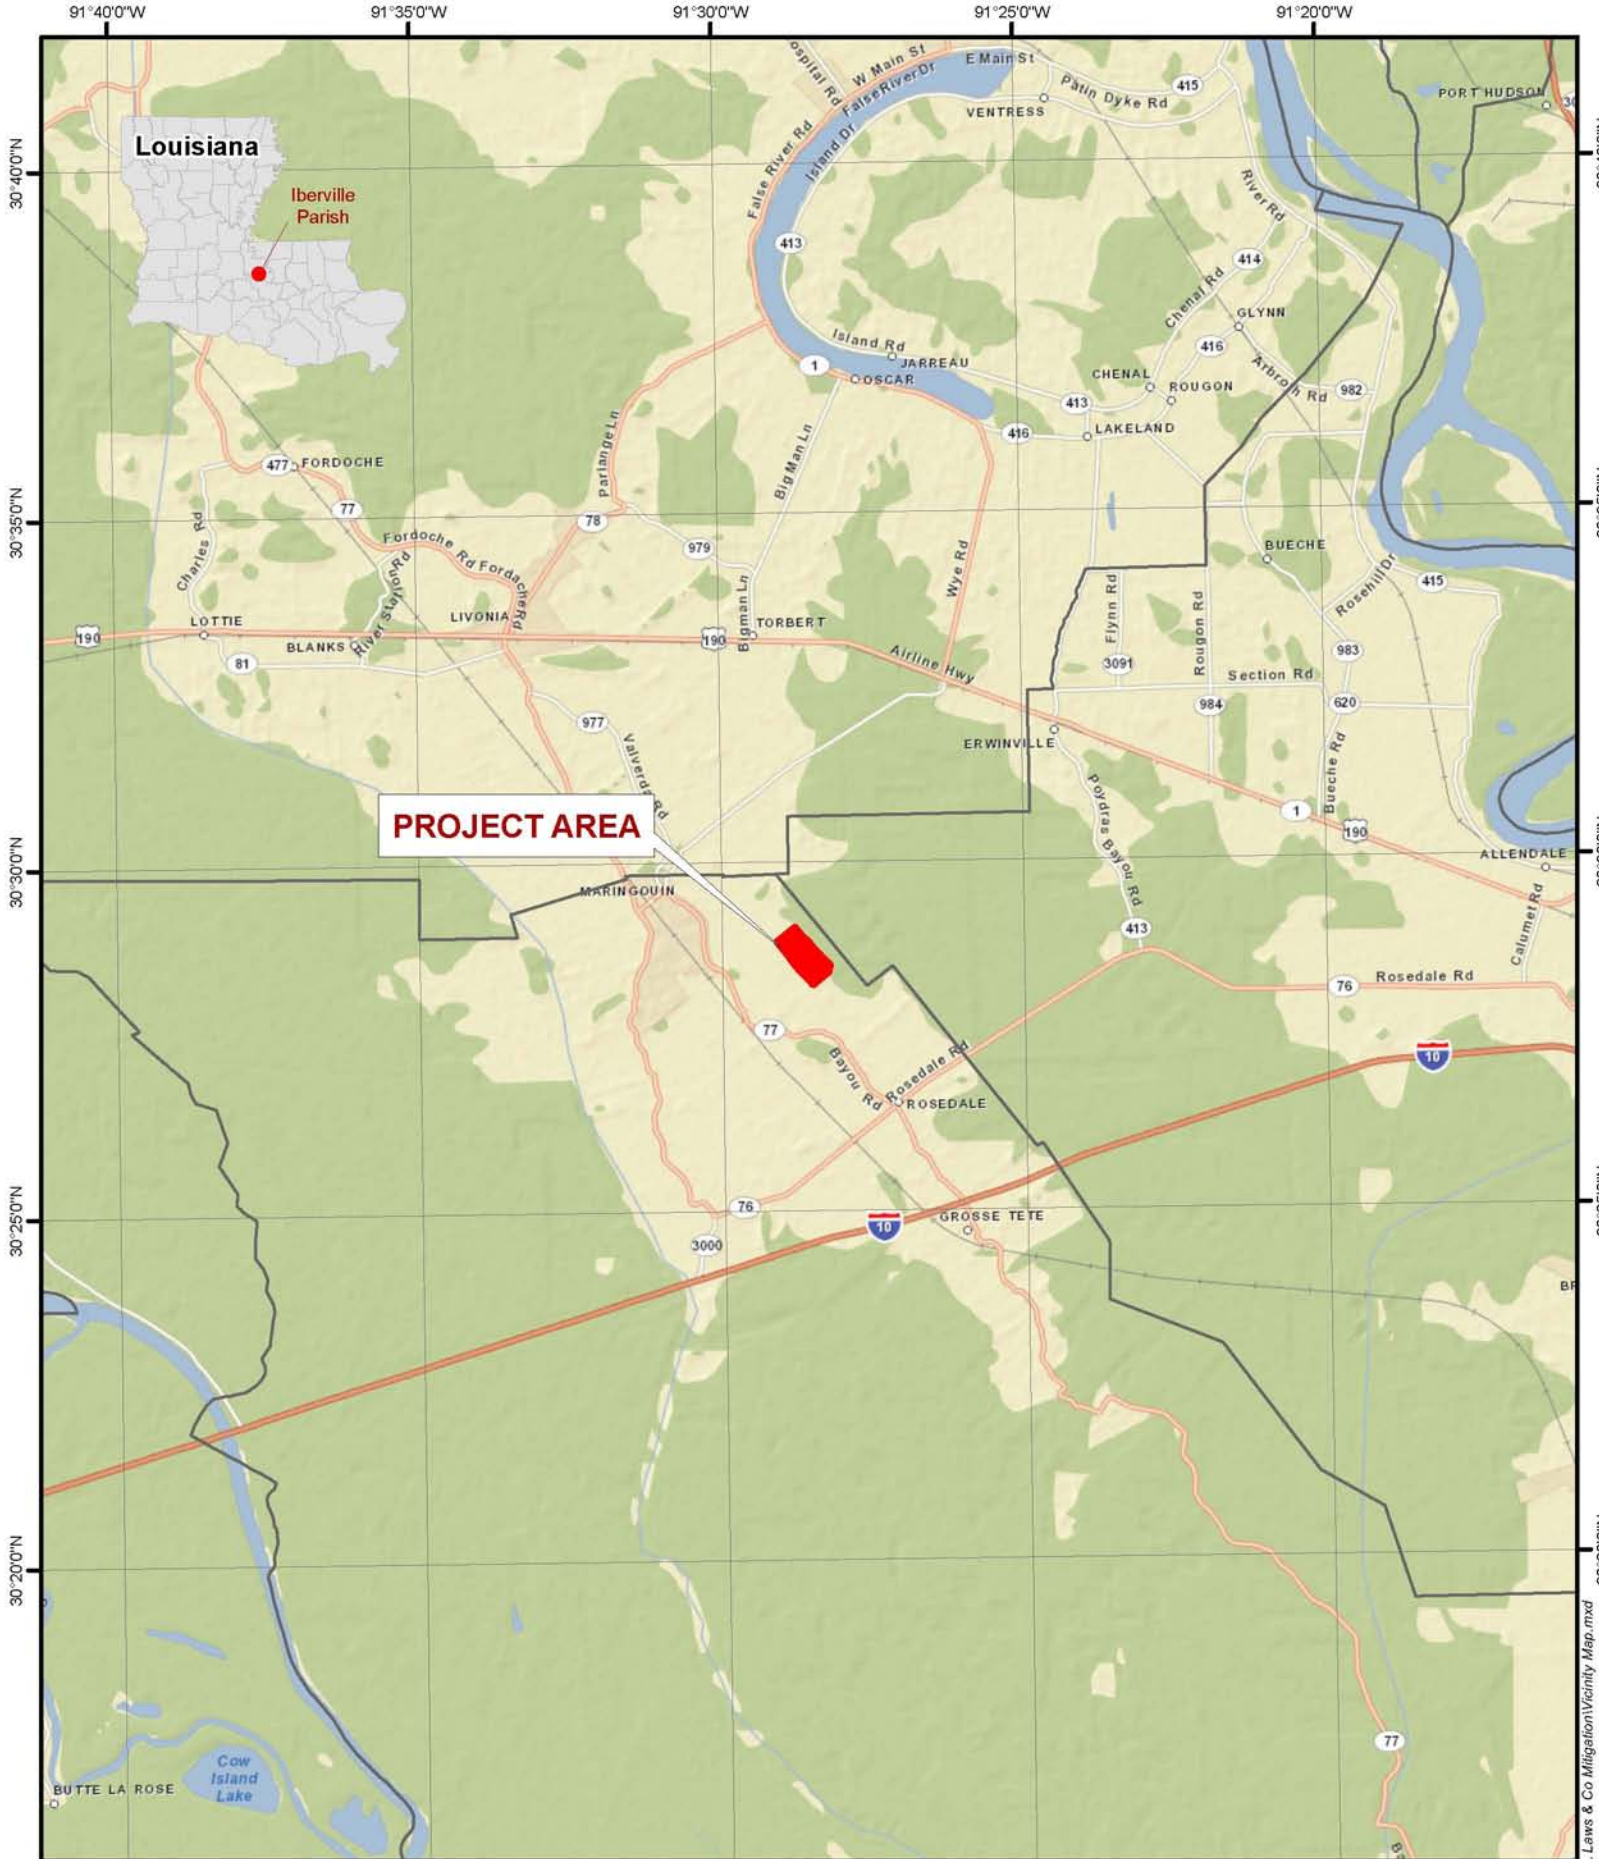 91°40'0"W
91°35'0"W
91°30'0"W
91°25'0"W
91°20'0"W
W Main St
E Main St
False River Dr
VENTRESS
Patin Dyke Rd
415
PORT HUDSON
Louisiana
Iberville
Parish
30°40'0"N
False River Rd
Island Dr
413
River Rd
414
Chenal Rd
GLYNN
416
Island Rd
JARREAU
1
OSCAR
CHENAL
ROUGON
Arbroth Rd
982
413
LAKELAND
416
Parlange Ln
Big Man Ln
477
FORDOCHE
77
30°35'0"N
78
979
Charles Rd
Fordoche Rd
Fordache Rd
Wye Rd
BUECHE
Rosehill Dr
415
LOTTIE
LIVONIA
Bigman Ln
TORBERT
Flynn Rd
Rougon Rd
190
190
BLANKS
81
Airline Hwy
3091
Section Rd
983
984
620
977
Valverda Rd
ERWINVILLE
Poydras Bayou Rd
Bueche Rd
PROJECT AREA
1
190
ALLENDALE
30°30'0"N
MARINGOUIN
Calumet Rd
413
Rosedale Rd
76
77
Bayou Rd
Rosedale Rd
ROSEDALE
10
76
10
GROSSE TETE
30°25'0"N
3000
30°20'0"N
77
Cow
Island
Lake
BUTTE LA ROSE
Laws & Co Mitigation\Vicinity Map.mxd